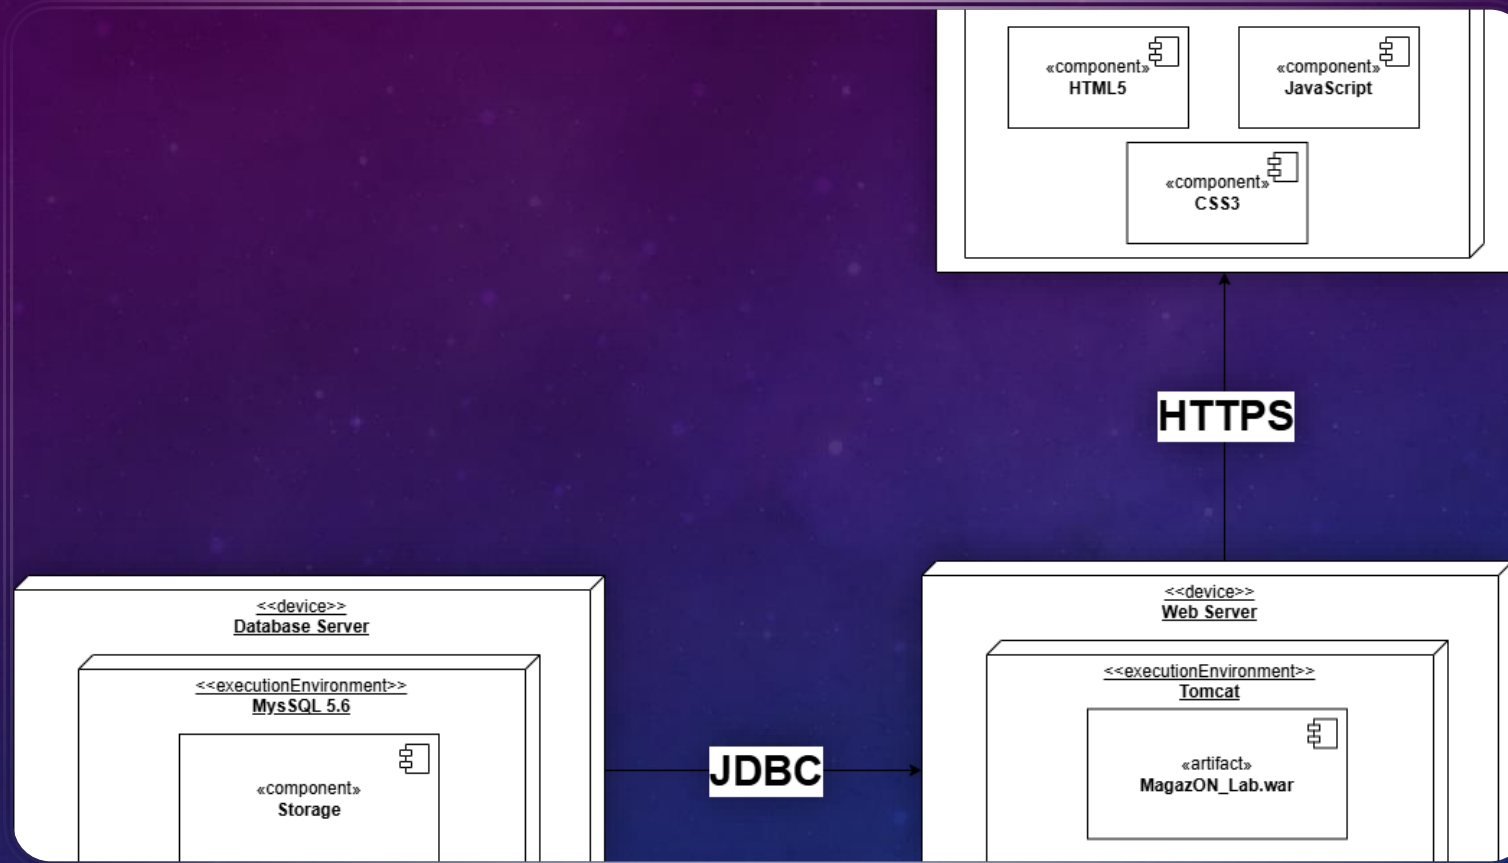 «component»
HTML5
«component»
JavaScript
«component»
CSS3
HTTPS
<<device>>
Database Server
<<executionEnvironment>>
MysSQL 5.6
«component»
Storage
JDBC
<<device>>
Web Server
<<executionEnvironment>>
Tomcat
«artifact»
MagazON_Lab.war